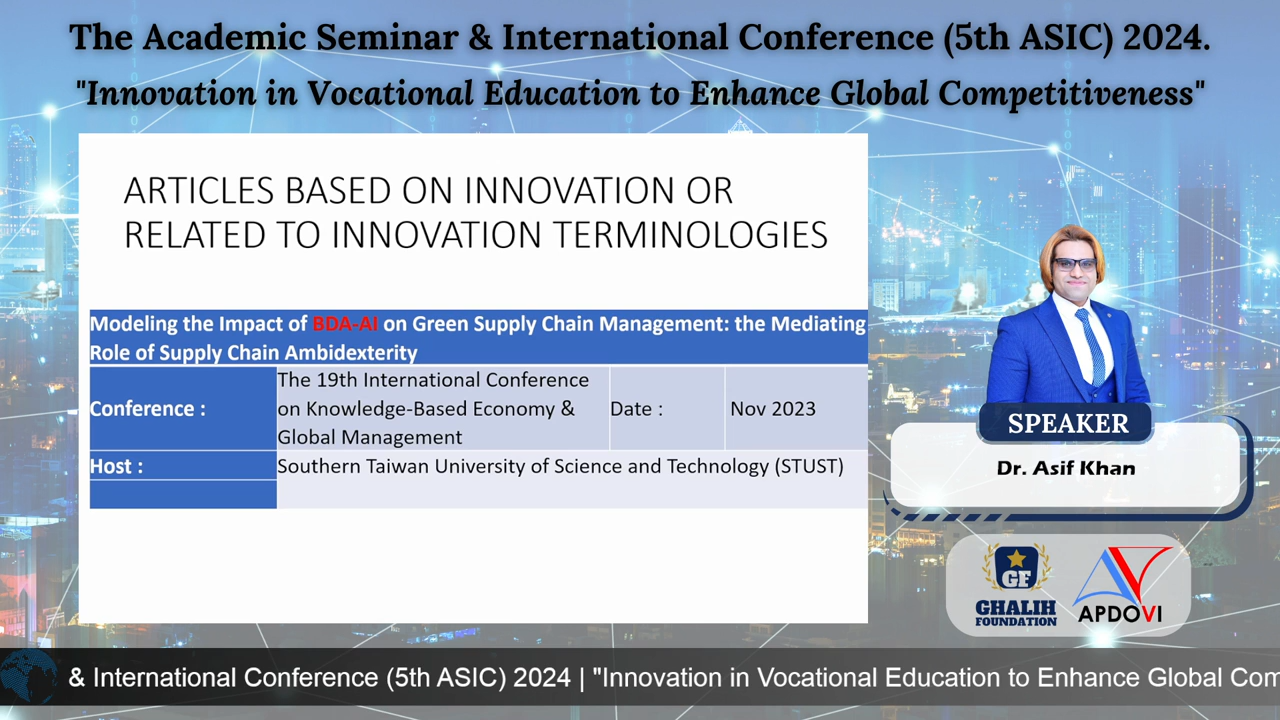 The Academic Seminar & International Conference (5th ASIC) 2024.
"Innovation in Vocational Education to Enhance Global Competitiveness"
ARTICLES BASED ON INNOVATION OR
RELATED TO INNOVATION TERMINOLOGIES
Modeling the Impact of BDA-AI on Green Supply Chain Management: the Mediating
Role of Supply Chain Ambidexterity
Conference :
The 19th International Conference
on Knowledge-Based Economy &
Global Management
Date :
Nov 2023
Host :
Southern Taiwan University of Science and Technology (STUST)
SPEAKER
Dr. Asif Khan
GF
GHALIH
FOUNDATION
APDOVI
& International Conference (5th ASIC) 2024 | "Innovation in Vocational Education to Enhance Global Com